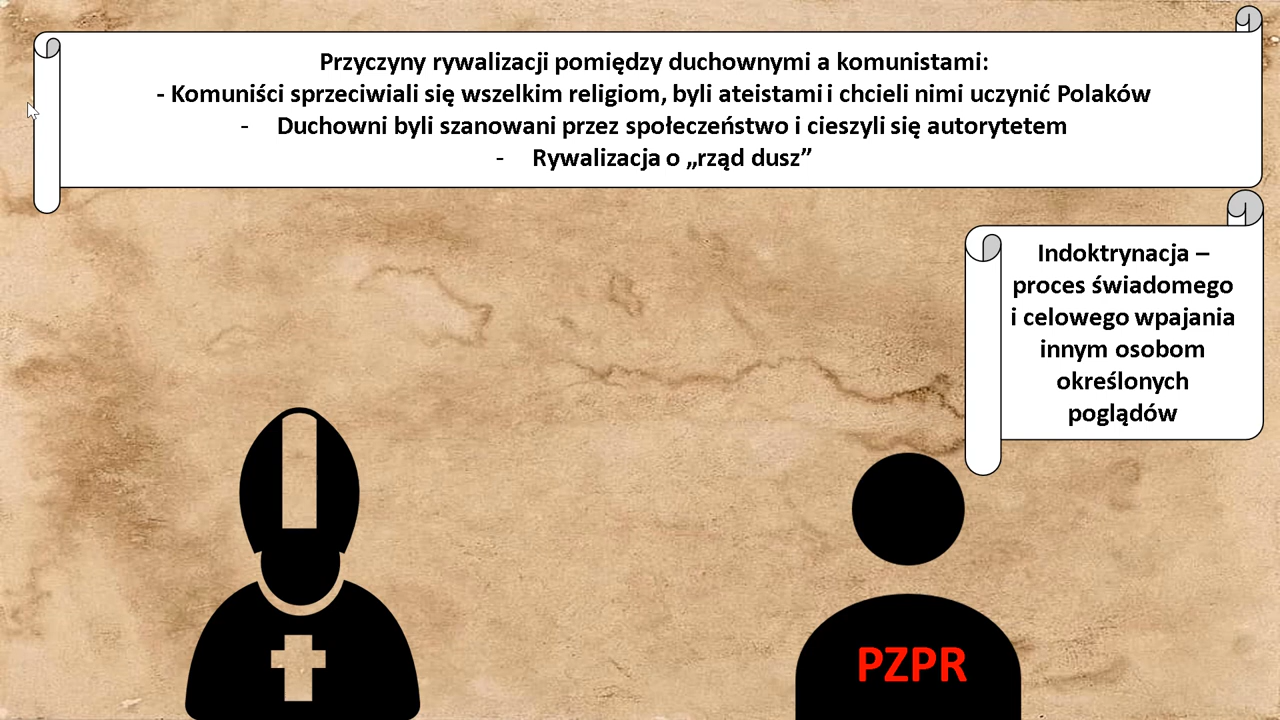 Przyczyny rywalizacji pomiędzy duchownymi a komunistami:
- Komuniści sprzeciwiali się wszelkim religiom, byli ateistami i chcieli nimi uczynić Polaków
- Duchowni byli szanowani przez społeczeństwo i cieszyli się autorytetem
- Rywalizacja o „rząd dusz”
Indoktrynacja –
proces świadomego
i celowego wpajania
innym osobom
określonych
poglądów
PZPR